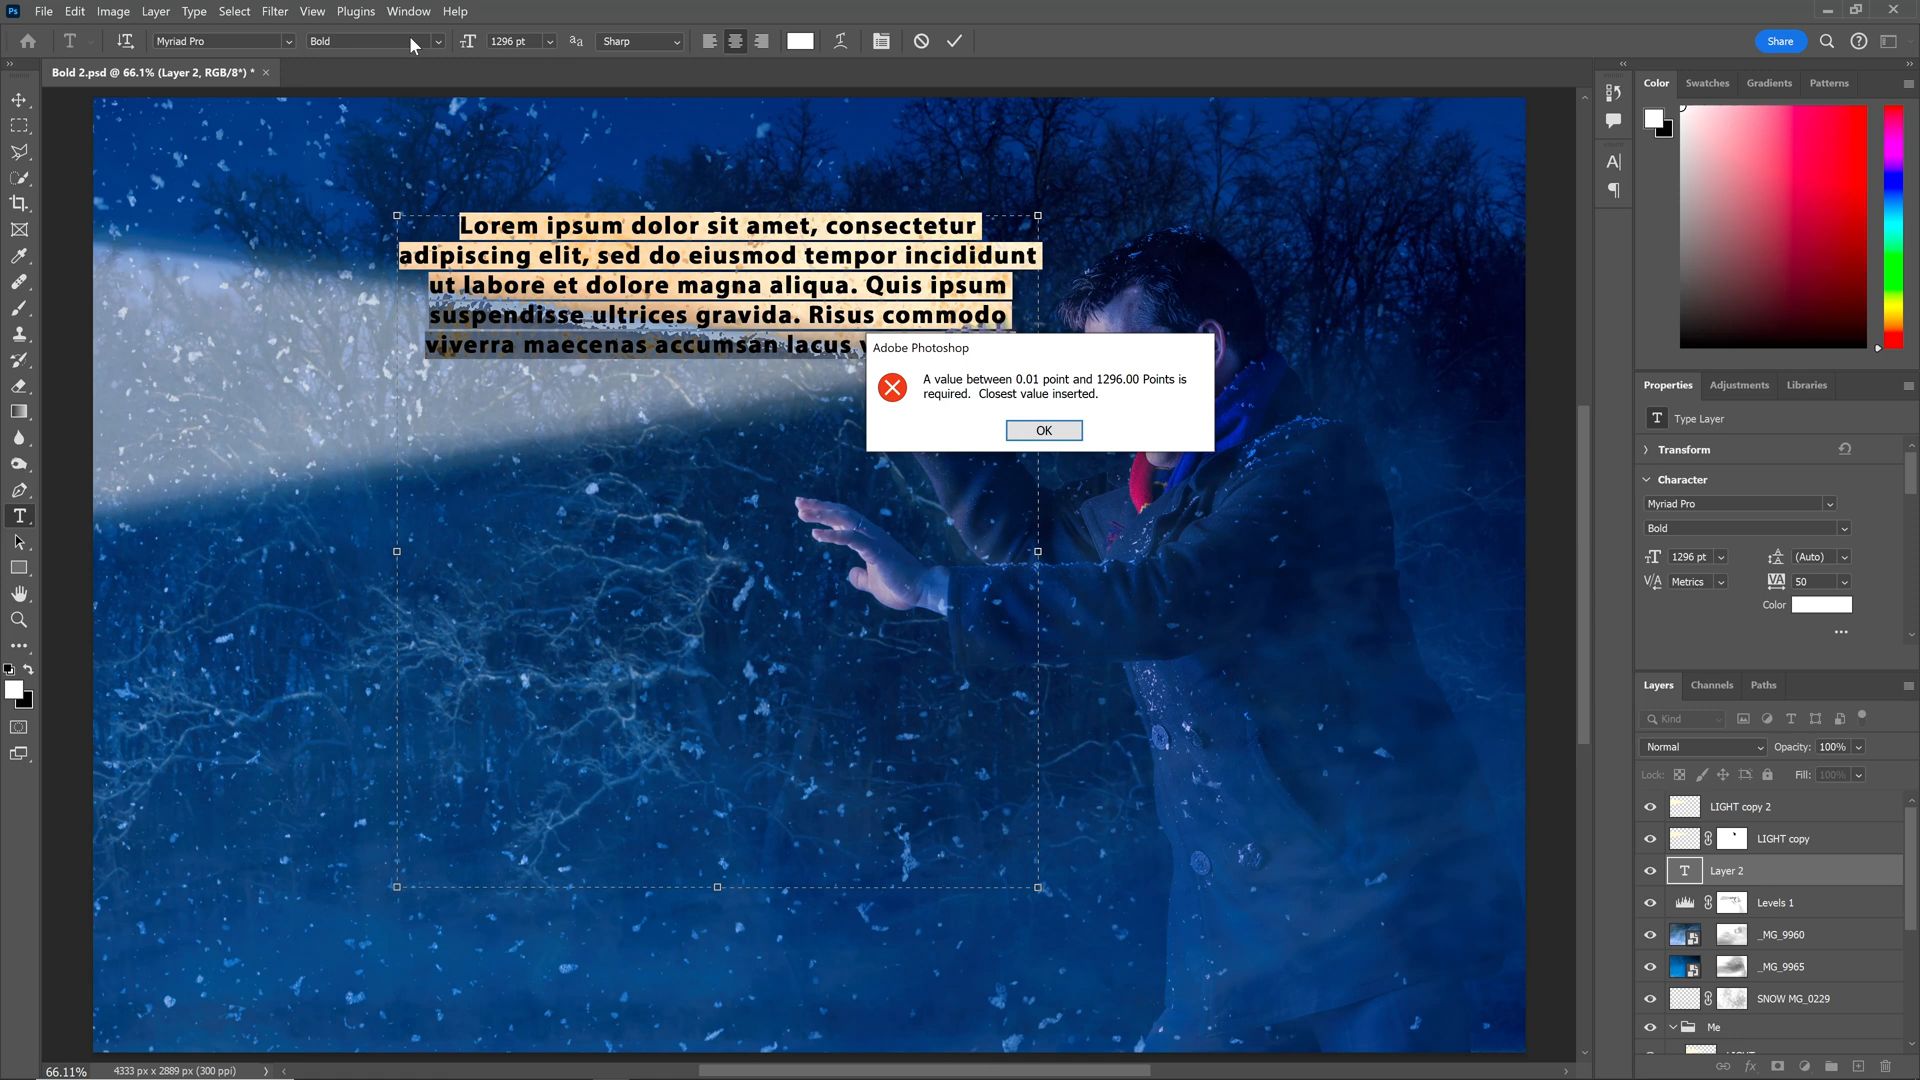 Ps File Edit Image Layer Type Select Filter View Plugins Window Help
Myriad Pro Bold 1296 pt Sharp Share
Bold 2.psd @ 66.1% (Layer 2, RGB/8*) *
Color Swatches Gradients Patterns
Lorem ipsum dolor sit amet, consectetur
adipiscing elit, sed do eiusmod tempor incididunt
ut labore et dolore magna aliqua. Quis ipsum
suspendisse ultrices gravida. Risus commodo
viverra maecenas accumsan lacus
Adobe Photoshop
A value between 0.01 point and 1296.00 Points is
required. Closest value inserted.
OK
Properties Adjustments Libraries
Type Layer
Transform
Character
Myriad Pro
Bold
1296 pt (Auto)
Metrics 50
Color
Layers Channels Paths
Kind
Normal Opacity: 100%
Lock: Fill: 100%
LIGHT copy 2
LIGHT copy
Layer 2
Levels 1
_MG_9960
_MG_9965
SNOW MG_0229
Me
66.11% 4333 px x 2889 px (300 ppi)